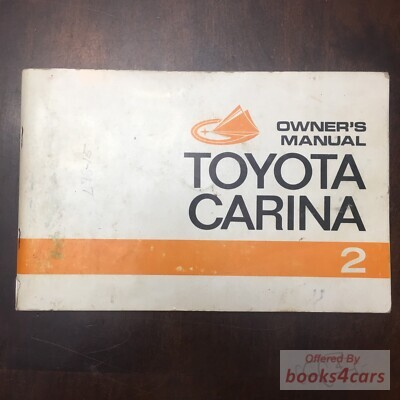 OWNER'S
MANUAL
TOYOTA
CARINA
2
Offered By
books4cars